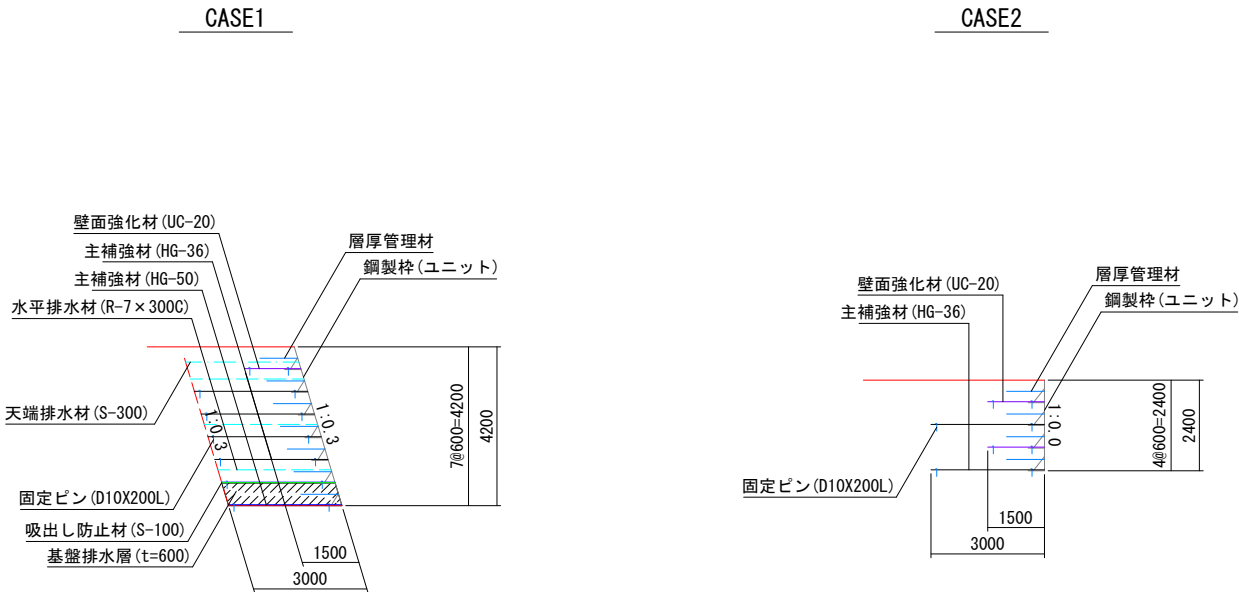 CASE1
壁面強化材(UC-20)
主補強材(HG-36)
主補強材(HG-50)
水平排水材(R-7×300C)
層厚管理材
鋼製枠(ユニット)
天端排水材(S-300)
1:0.3
1:0.3
7@600=4200
4200
固定ピン(D10X200L)
吸出し防止材(S-100)
基盤排水層(t=600)
1500
3000
CASE2
壁面強化材(UC-20)
主補強材(HG-36)
層厚管理材
鋼製枠(ユニット)
1:0.0
4@600=2400
2400
固定ピン(D10X200L)
1500
3000